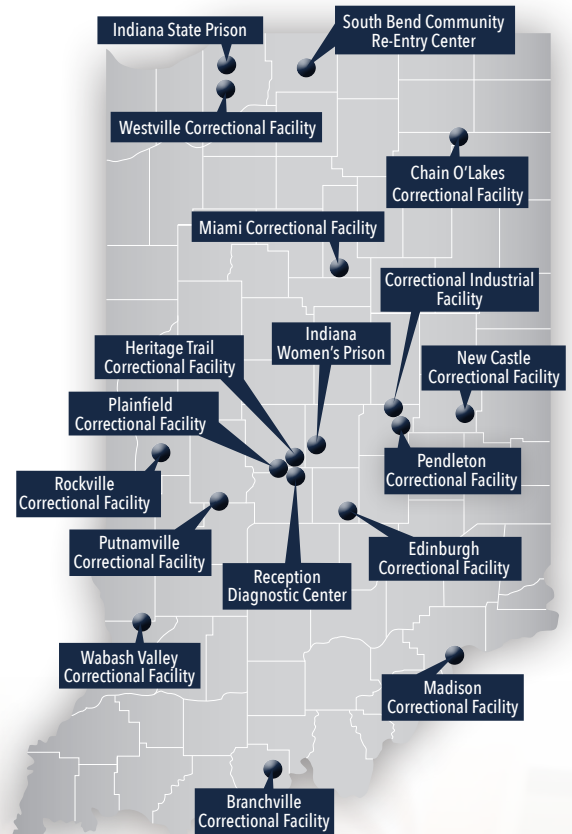 Indiana State Prison
South Bend Community
Re-Entry Center
Westville Correctional Facility
Chain O'Lakes
Correctional Facility
Miami Correctional Facility
Correctional Industrial
Facility
Indiana
Women's Prison
Heritage Trail
Correctional Facility
New Castle
Correctional Facility
Plainfield
Correctional Facility
Pendleton
Correctional Facility
Rockville
Correctional Facility
Putnamville
Correctional Facility
Edinburgh
Correctional Facility
Reception
Diagnostic Center
Wabash Valley
Correctional Facility
Madison
Correctional Facility
Branchville
Correctional Facility